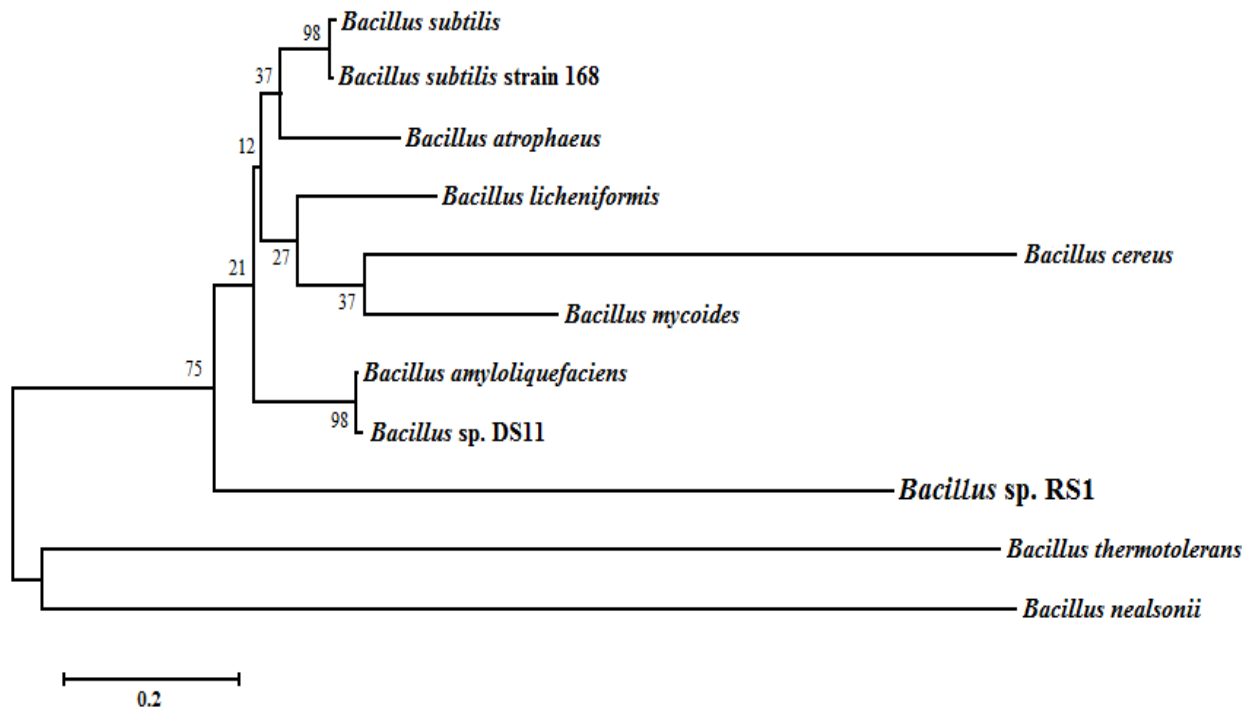 98
Bacillus subtilis
37
Bacillus subtilis strain 168
12
Bacillus atrophaeus
Bacillus licheniformis
27
Bacillus cereus
21
37
Bacillus mycoides
75
Bacillus amyloliquefaciens
98
Bacillus sp. DS11
Bacillus sp. RS1
Bacillus thermotolerans
Bacillus nealsonii
0.2